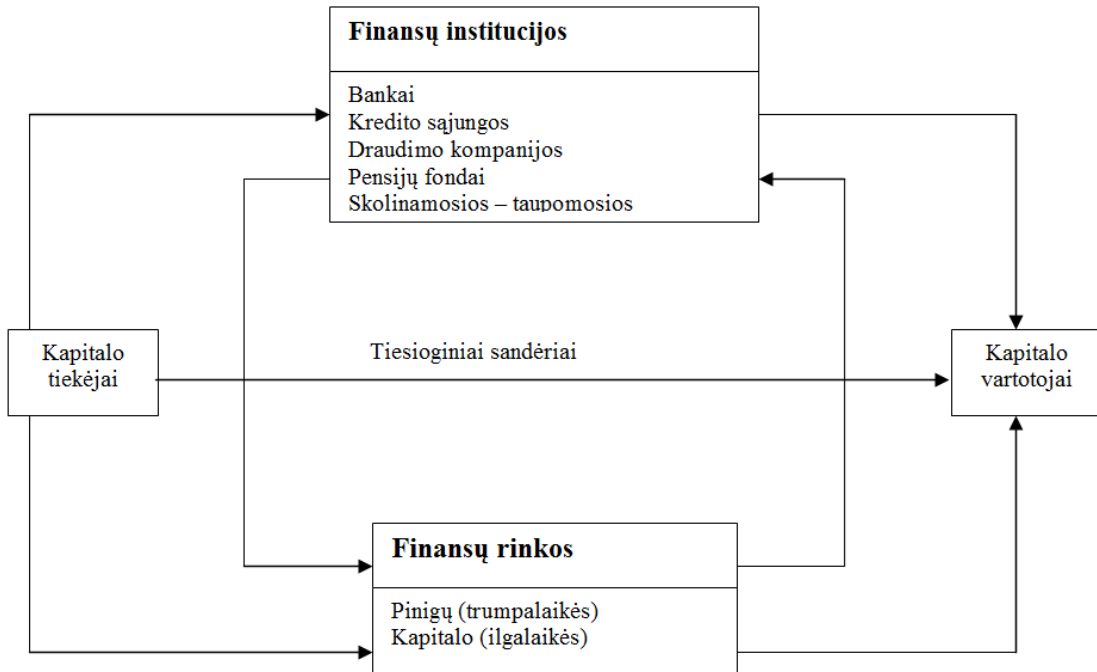 Finansų institucijos
Bankai
Kredito sąjungos
Draudimo kompanijos
Pensijų fondai
Skolinamosios – taupomosios
Kapitalo
tiekėjai
Tiesioginiai sandėriai
Kapitalo
vartotojai
Finansų rinkos
Pinigų (trumpalaikės)
Kapitalo (ilgalaikės)